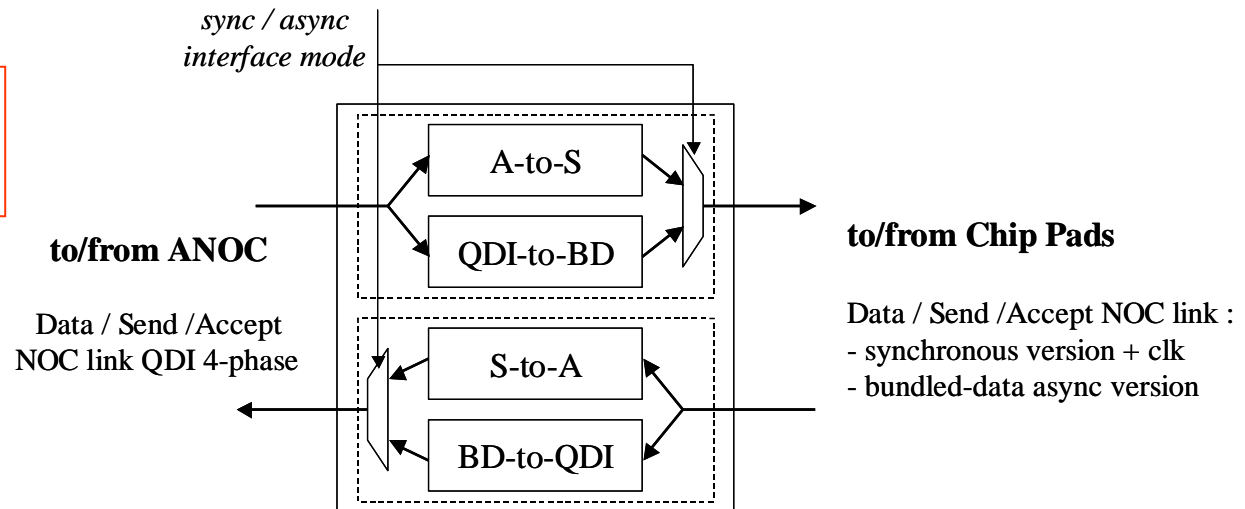 sync / async
interface mode
A-to-S
QDI-to-BD
to/from ANOC
to/from Chip Pads
Data / Send /Accept
NOC link QDI 4-phase
Data / Send /Accept NOC link :
- synchronous version + clk
- bundled-data async version
S-to-A
BD-to-QDI